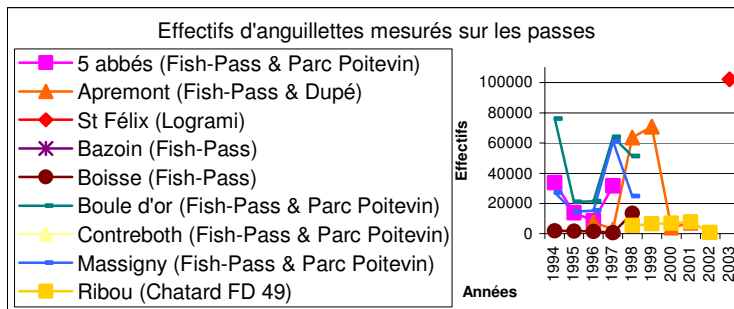 Effectifs d'anguillettes mesurés sur les passes
5 abbés (Fish-Pass & Parc Poitevin)
Apremont (Fish-Pass & Dupé)
St Félix (Logrami)
Bazoin (Fish-Pass)
Boisse (Fish-Pass)
Boule d'or (Fish-Pass & Parc Poitevin)
Contreboth (Fish-Pass & Parc Poitevin)
Massigny (Fish-Pass & Parc Poitevin)
Ribou (Chatard FD 49)
Effectifs
100000
80000
60000
40000
20000
0
1994
1995
1996
1997
1998
1999
2000
2001
2002
2003
Années